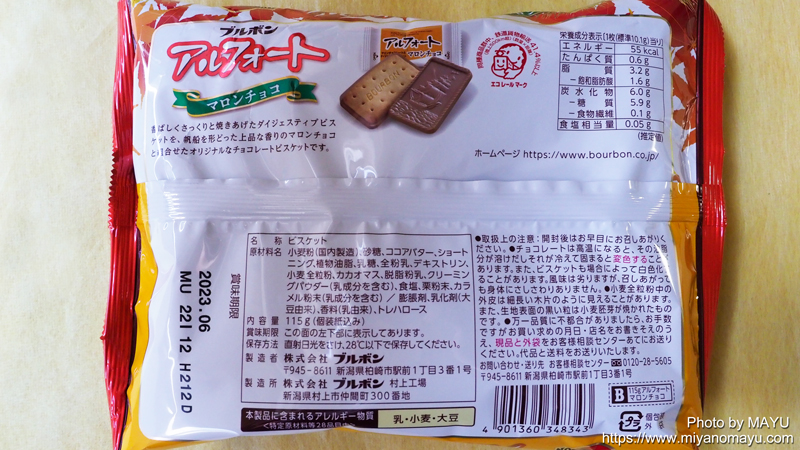 ブルボン
アルフォート
マロンチョコ
香ばしくさっくりと焼きあげたダイジェスティブビス
ケットを、帆船を形どった上品な香りのマロンチョコ
と組合せたオリジナルなチョコレートビスケットです。
アルフォート
マロンチョコ
エコレールマーク
栄養成分表示[1枚(標準10.1g)当り]
エネルギー 55 kcal
たんぱく質 0.6 g
脂質 3.2 g
－飽和脂肪酸 1.6 g
炭水化物 6.0 g
－糖質 5.9 g
－食物繊維 0.1 g
食塩相当量 0.05 g
(推定値)
ホームページ https://www.bourbon.co.jp/
賞味期限
2023.06
MU 22I 12 H212D
名称 ビスケット
原材料名 小麦粉(国内製造)、砂糖、ココアバター、ショート
ニング、植物油脂、乳糖、全粉乳、デキストリン、
小麦全粒粉、カカオマス、脱脂粉乳、クリーミン
グパウダー(乳成分を含む)、食塩、栗粉末、カラ
メル粉末(乳成分を含む)／膨脹剤、乳化剤(大
豆由来)、香料(乳由来)、トレハロース
内容量 115g(個装紙込み)
賞味期限 この面の左下部に表示してあります。
保存方法 直射日光をさけ、28℃以下で保存してください。
製造者 株式会社 ブルボン
〒945-8611 新潟県柏崎市駅前1丁目3番1号
製造所 株式会社 ブルボン 村上工場
新潟県村上市仲間町300番地
本製品に含まれるアレルギー物質
<特定原材料等28品目の>
乳・小麦・大豆
●取扱上の注意：開封後はお早目にお召しあがりく
ださい。●チョコレートは高温になると、その脂
分が溶けだしそれが冷えて固まると変色すること
があります。また、ビスケットも場合によって白色化す
ることがあります。風味は劣りますが、召しあがって
も身体にさしさわりありません。●小麦全粒粉中の
外皮は細長い木片のように見えることがあります。
また、生地表面の黒い粒は小麦胚芽が焼かれたもの
です。●万一品質に不都合がありましたら、お手数
ですがお買い求めの月日・店名をお書きそえのう
え、現品と外袋をお客様相談センターあてにお送り
ください。代品と送料をお送りいたします。
お問い合わせ・送り先 お客様相談センター 0120-28-5605
〒945-8611 新潟県柏崎市駅前1丁目3番1号
4 901360 348343
B 115gアルフォート
マロンチョコ
プラ
Photo by MAYU
https://www.miyanomayu.com/